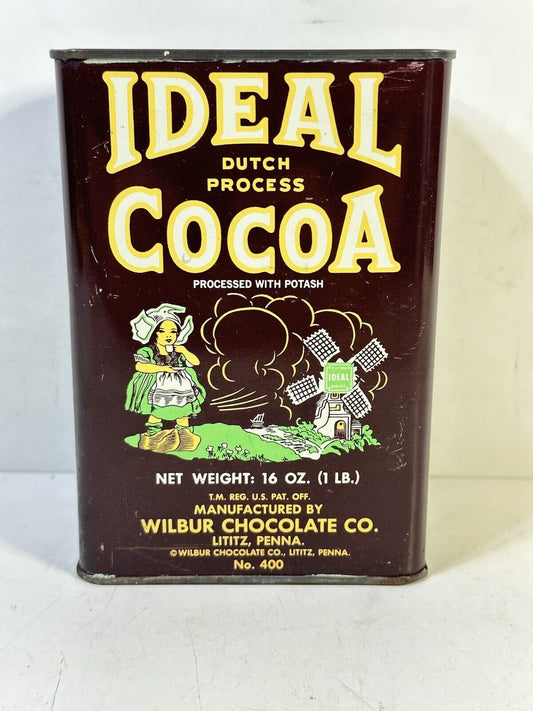 IDEAL
DUTCH
PROCESS
COCOA
PROCESSED WITH POTASH
IDEAL
NET WEIGHT: 16 OZ. (1 LB.)
T.M. REG. U.S. PAT. OFF.
MANUFACTURED BY
WILBUR CHOCOLATE CO.
LITITZ, PENNA.
© WILBUR CHOCOLATE CO., LITITZ, PENNA.
No. 400